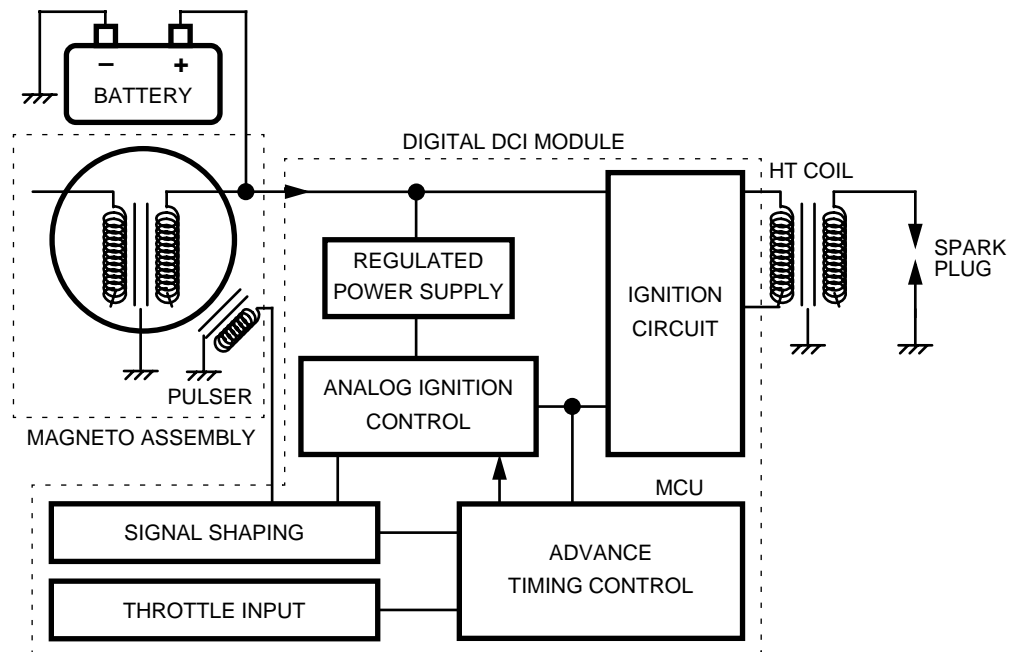 − +
BATTERY
DIGITAL DCI MODULE
HT COIL
REGULATED
POWER SUPPLY
IGNITION
CIRCUIT
SPARK
PLUG
PULSER
ANALOG IGNITION
CONTROL
MAGNETO ASSEMBLY
MCU
SIGNAL SHAPING
ADVANCE
TIMING CONTROL
THROTTLE INPUT